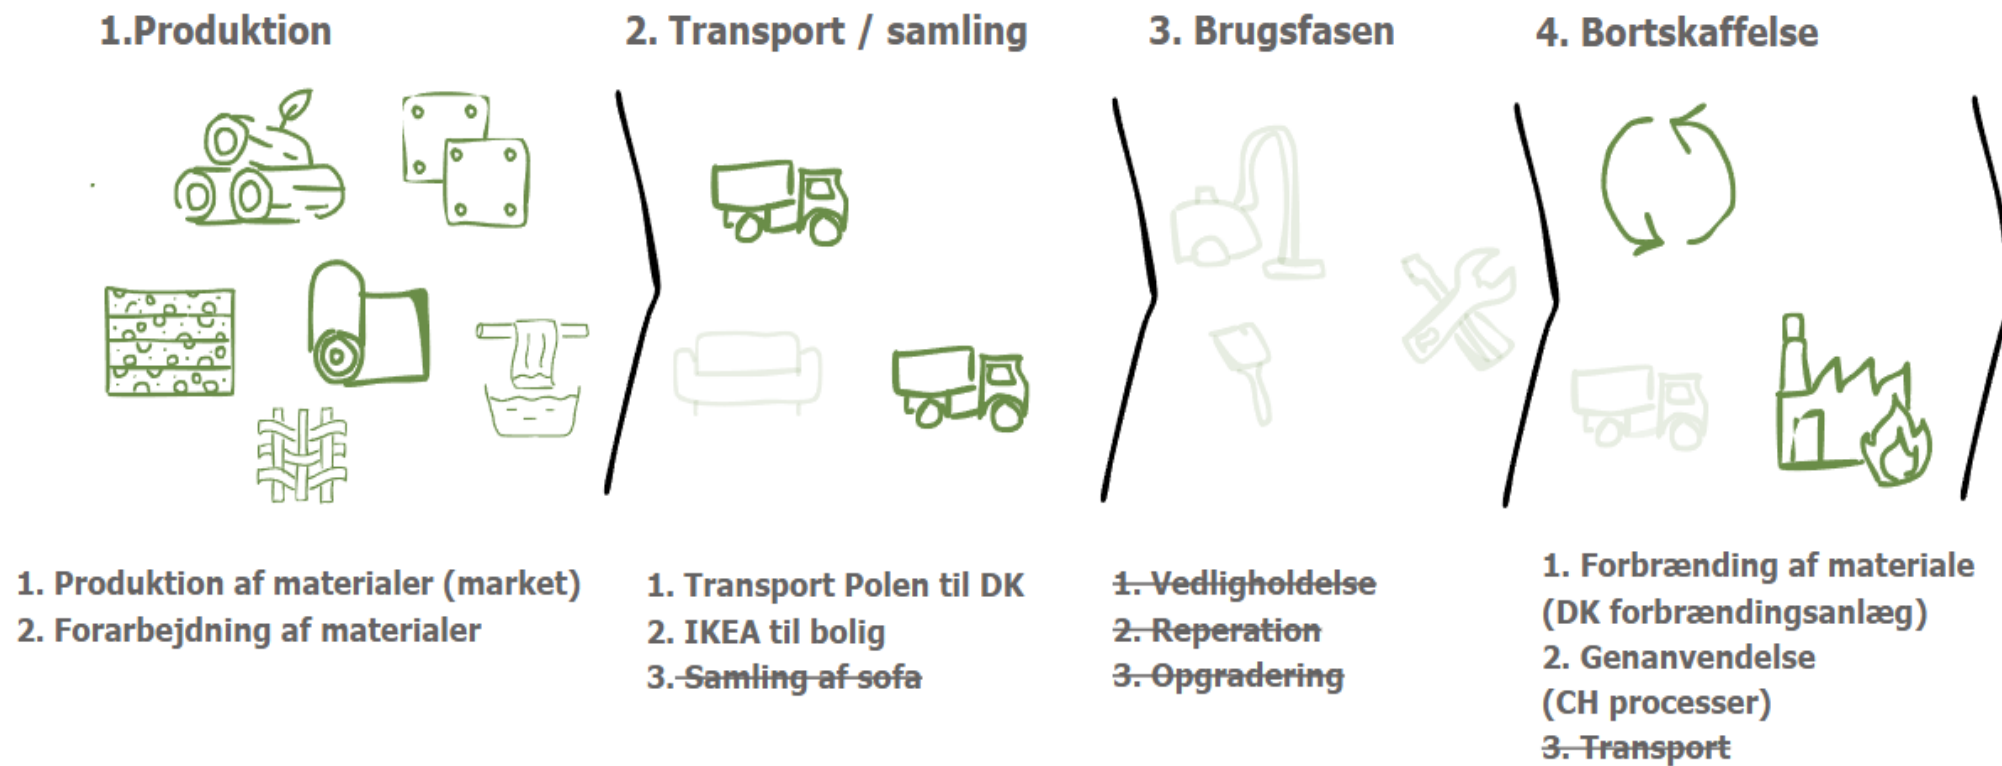 1.Produktion
2. Transport / samling
3. Brugsfasen
4. Bortskaffelse
1. Produktion af materialer (market)
2. Forarbejdning af materialer
1. Transport Polen til DK
2. IKEA til bolig
3. Samling af sofa
1. Vedligholdelse
2. Reperation
3. Opgradering
1. Forbrænding af materiale
(DK forbrændingsanlæg)
2. Genanvendelse
(CH processer)
3. Transport